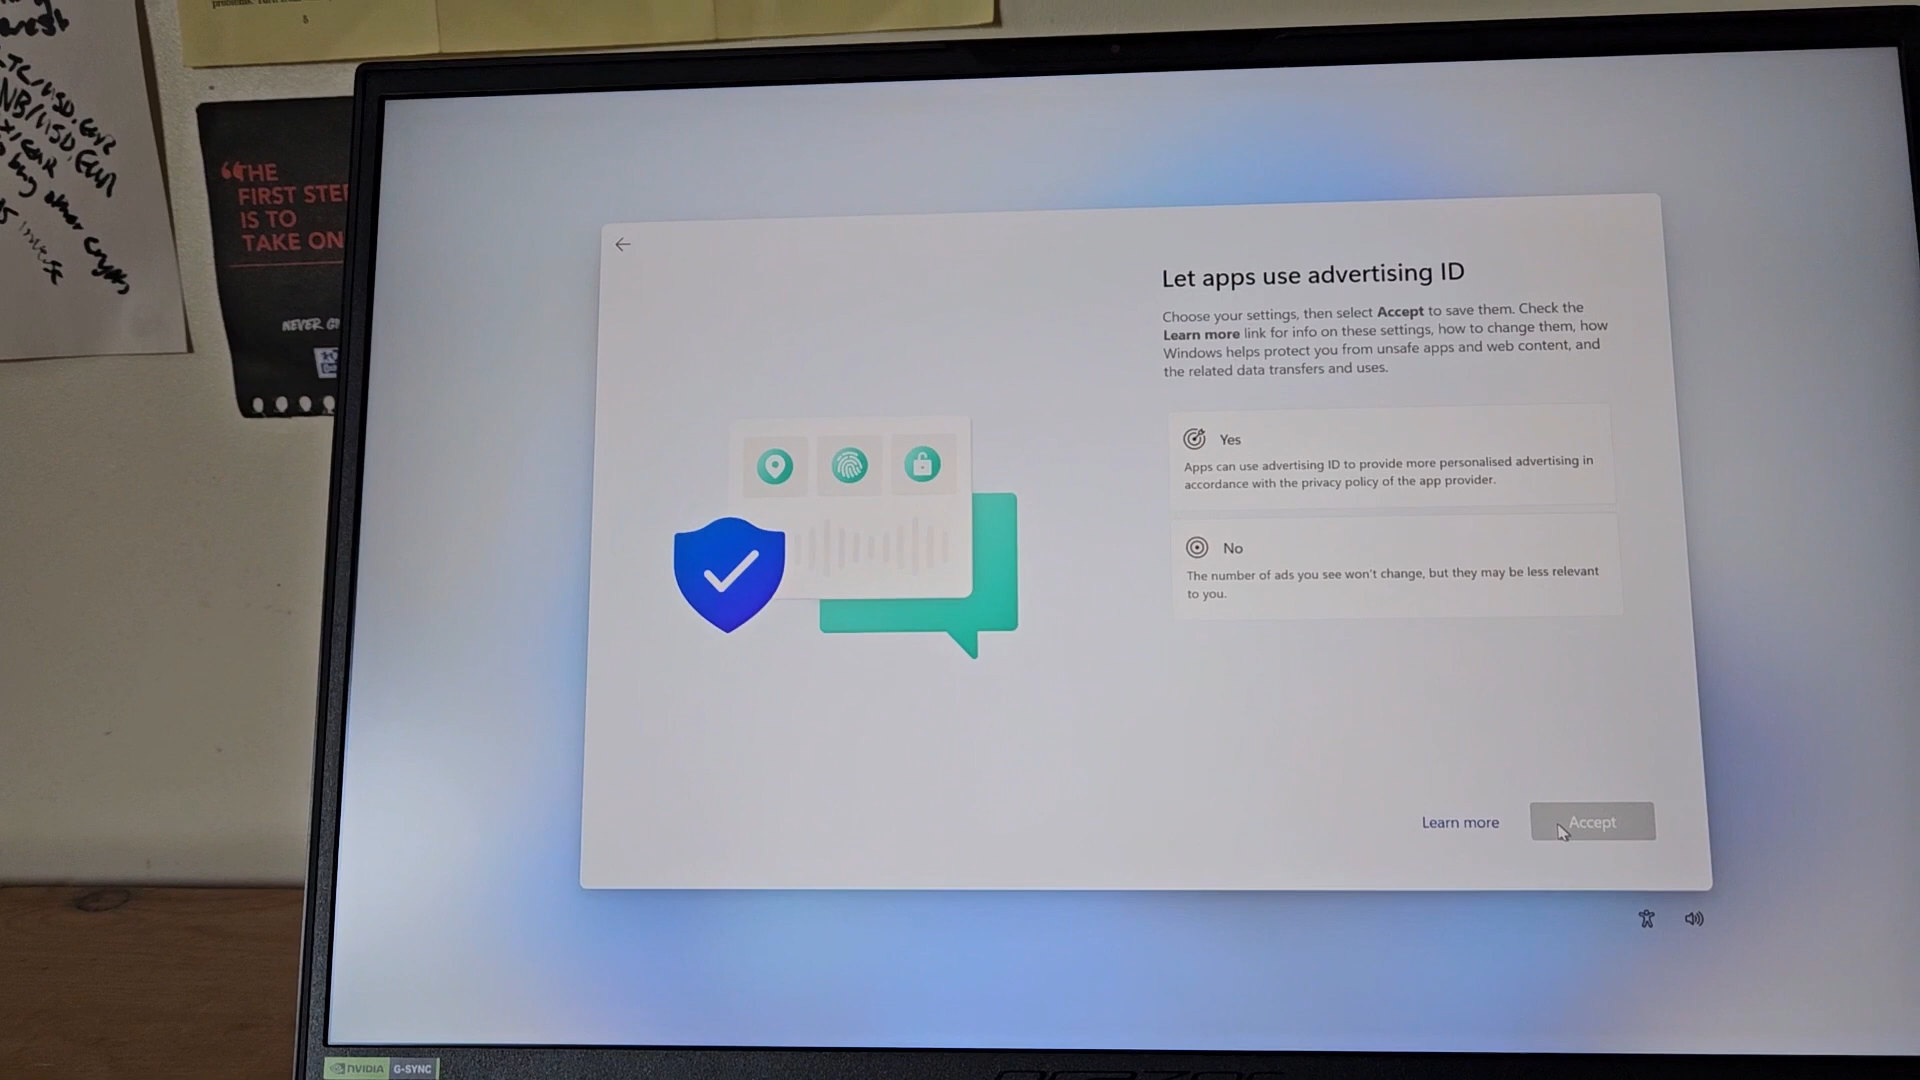 “THE
FIRST STEP
IS TO
TAKE ON
NEVER
Let apps use advertising ID
Choose your settings, then select Accept to save them. Check the
Learn more link for info on these settings, how to change them, how
Windows helps protect you from unsafe apps and web content, and
the related data transfers and uses.
Yes
Apps can use advertising ID to provide more personalised advertising in
accordance with the privacy policy of the app provider.
No
The number of ads you see won't change, but they may be less relevant
to you.
Learn more
Accept
NVIDIA G-SYNC